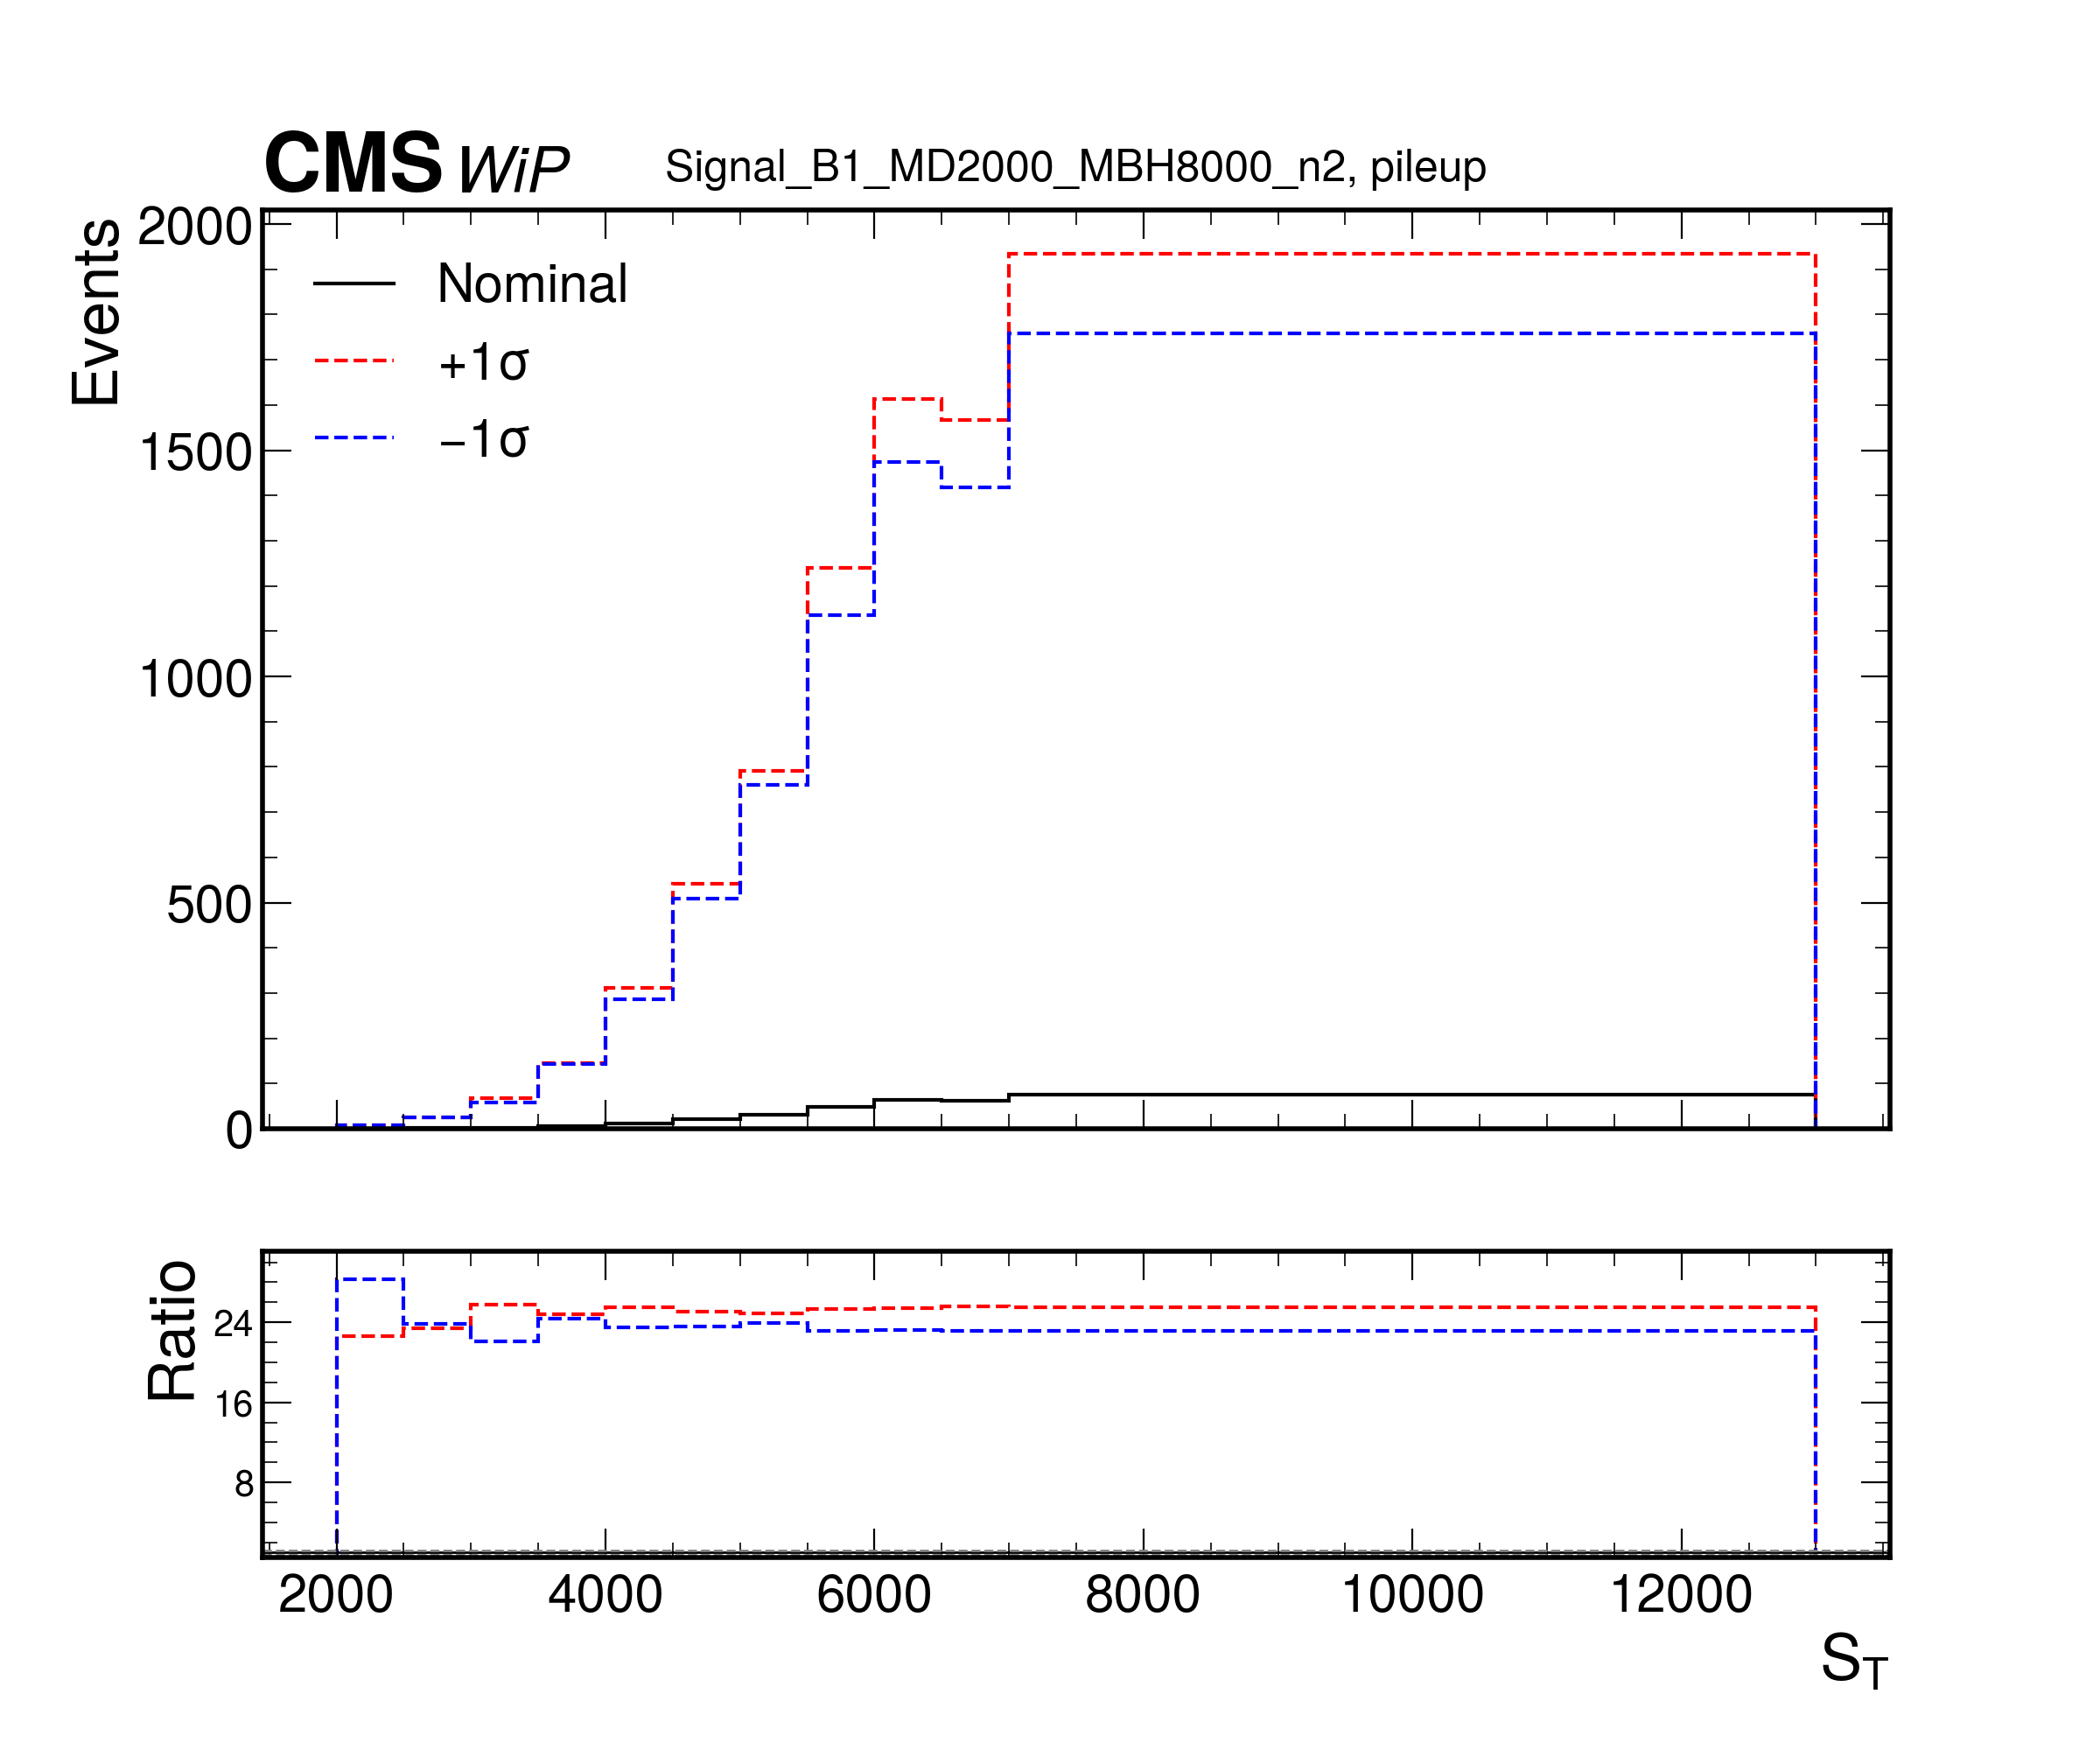 CMS WiP Signal_B1_MD2000_MBH8000_n2, pileup
Events
2000
1500
1000
500
0
Nominal
+1σ
−1σ
Ratio
24
16
8
2000 4000 6000 8000 10000 12000
S_T